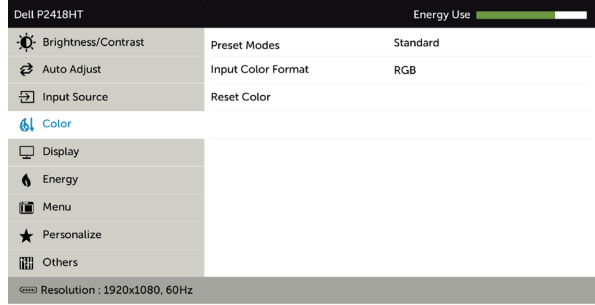 Dell P2418HT Energy Use
Brightness/Contrast Preset Modes Standard
Auto Adjust Input Color Format RGB
Input Source Reset Color
Color
Display
Energy
Menu
Personalize
Others
Resolution : 1920x1080, 60Hz